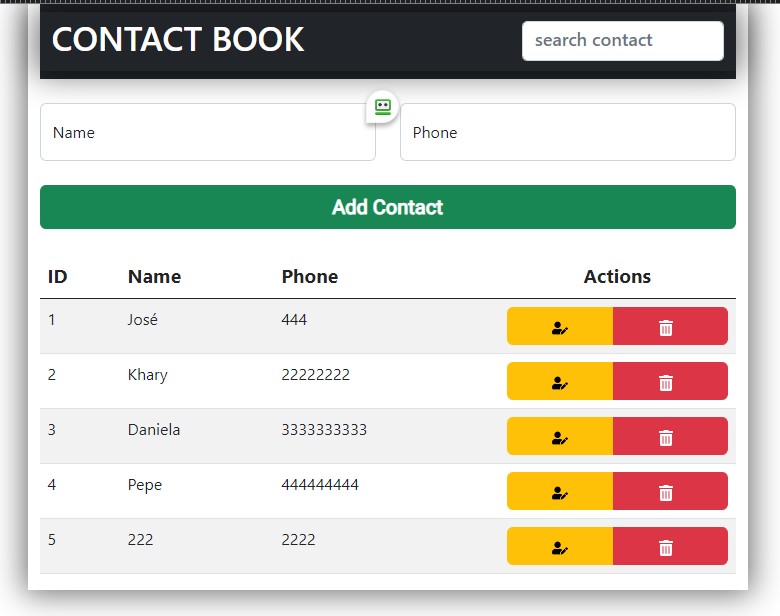 CONTACT BOOK search contact
Name Phone
Add Contact
ID Name Phone Actions
1 José 444
2 Khary 22222222
3 Daniela 3333333333
4 Pepe 444444444
5 222 2222